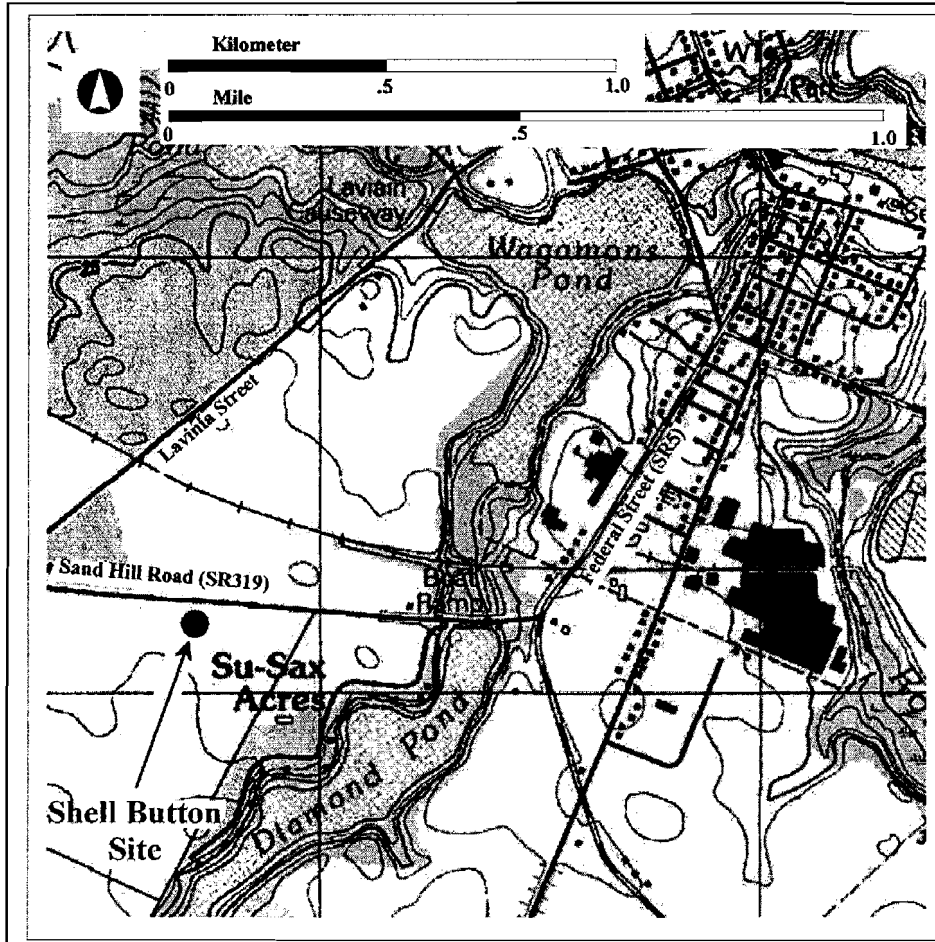 Kilometer
0 .5 1.0
Mile
0 .5 1.0
W
Wagamons
Pond
Lavinia Street
Federal Street (SR5)
Sand Hill Road (SR319)
Boat
Ramp
Su-Sax
Acres
Diamond Pond
Shell Button
Site